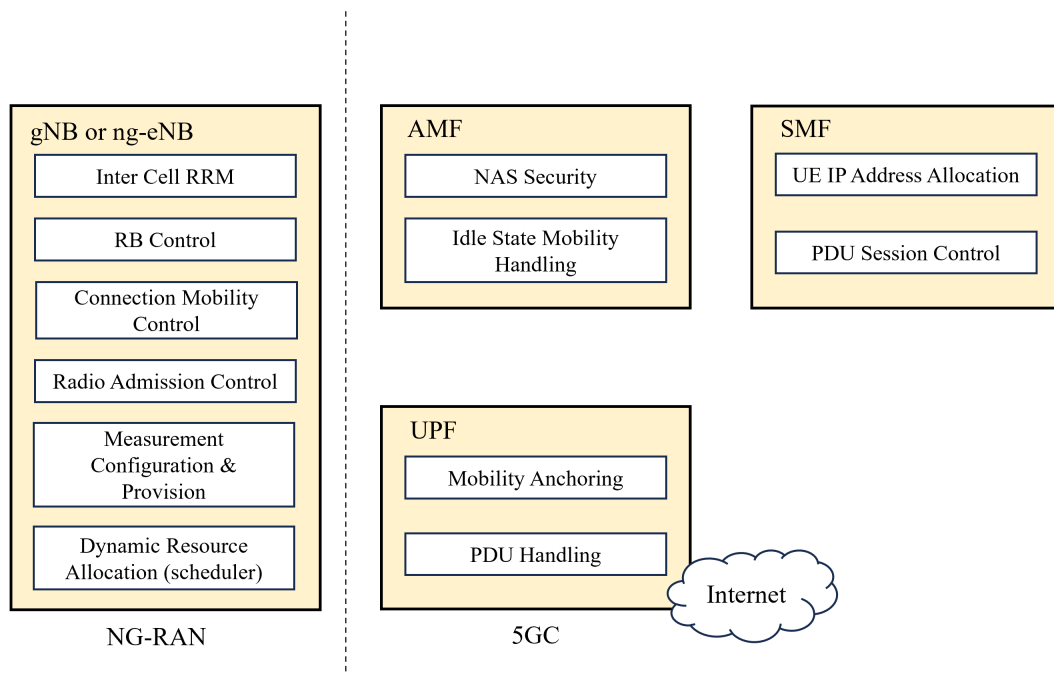 gNB or ng-eNB
Inter Cell RRM
RB Control
Connection Mobility
Control
Radio Admission Control
Measurement
Configuration &
Provision
Dynamic Resource
Allocation (scheduler)
NG-RAN
AMF
NAS Security
Idle State Mobility
Handling
SMF
UE IP Address Allocation
PDU Session Control
UPF
Mobility Anchoring
PDU Handling
Internet
5GC